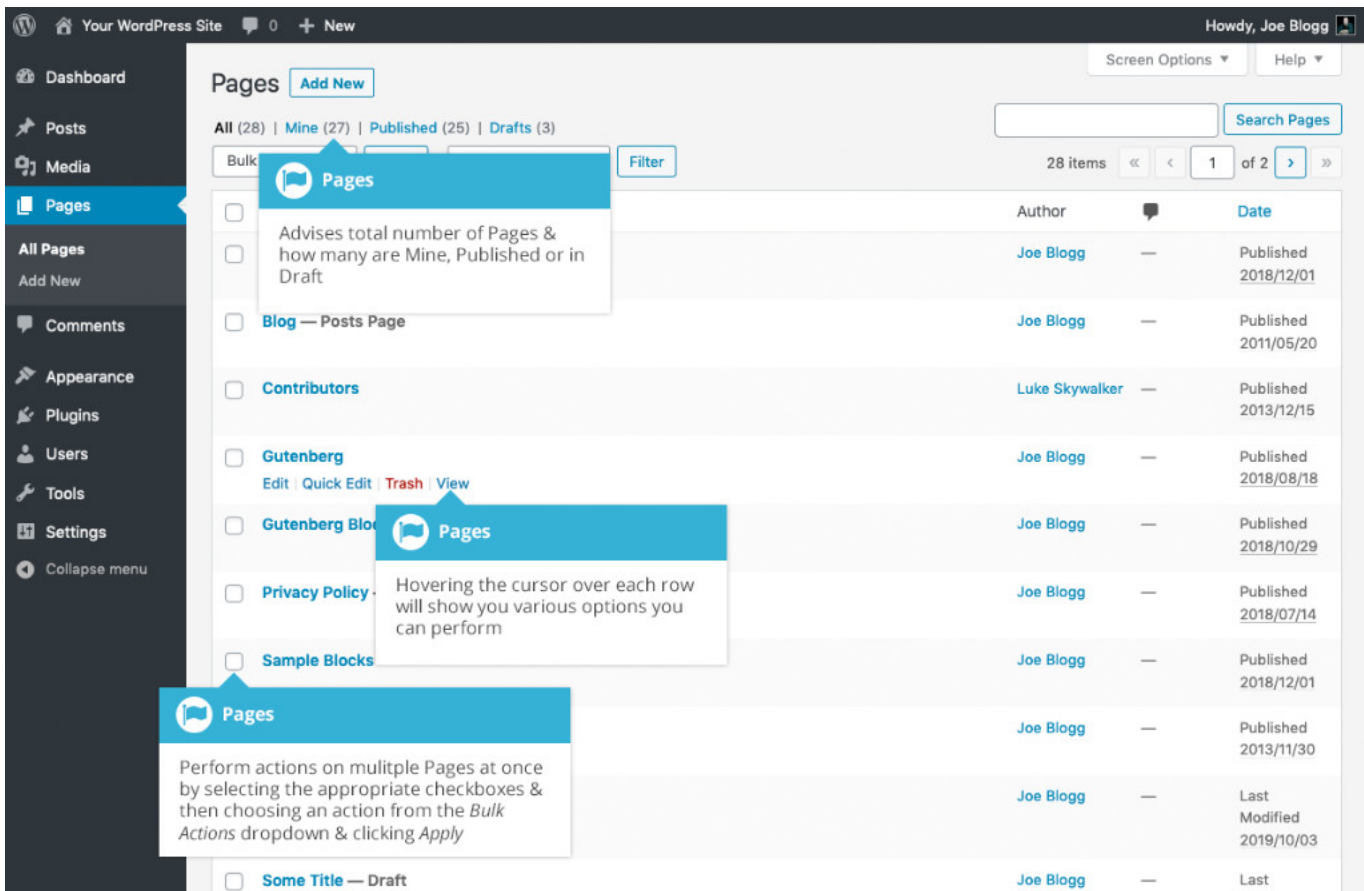 Your WordPress Site 0 + New Howdy, Joe Blogg
Screen Options ▼ Help ▼
Dashboard
Posts
Media
Pages
All Pages
Add New
Comments
Appearance
Plugins
Users
Tools
Settings
Collapse menu
Pages Add New
All (28) | Mine (27) | Published (25) | Drafts (3)
Search Pages
Bulk
Filter
28 items « ‹ 1 of 2 › »
Pages
Advises total number of Pages &
how many are Mine, Published or in
Draft
Author Date
Joe Blogg — Published
2018/12/01
Blog — Posts Page Joe Blogg — Published
2011/05/20
Contributors Luke Skywalker — Published
2013/12/15
Gutenberg Joe Blogg — Published
2018/08/18
Edit | Quick Edit | Trash | View
Gutenberg Joe Blogg — Published
2018/10/29
Pages
Hovering the cursor over each row
will show you various options you
can perform
Privacy Policy Joe Blogg — Published
2018/07/14
Sample Blocks Joe Blogg — Published
2018/12/01
Pages
Perform actions on mulitple Pages at once
by selecting the appropriate checkboxes &
then choosing an action from the Bulk
Actions dropdown & clicking Apply
Joe Blogg — Published
2013/11/30
Joe Blogg — Last
Modified
2019/10/03
Some Title — Draft Joe Blogg — Last